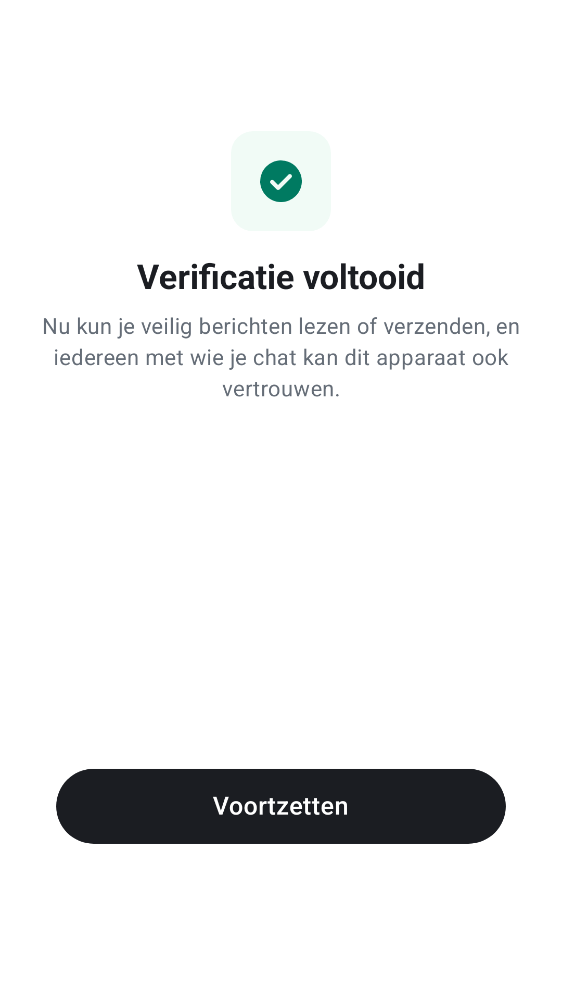 Verificatie voltooid
Nu kun je veilig berichten lezen of verzenden, en
iedereen met wie je chat kan dit apparaat ook
vertrouwen.
Voortzetten